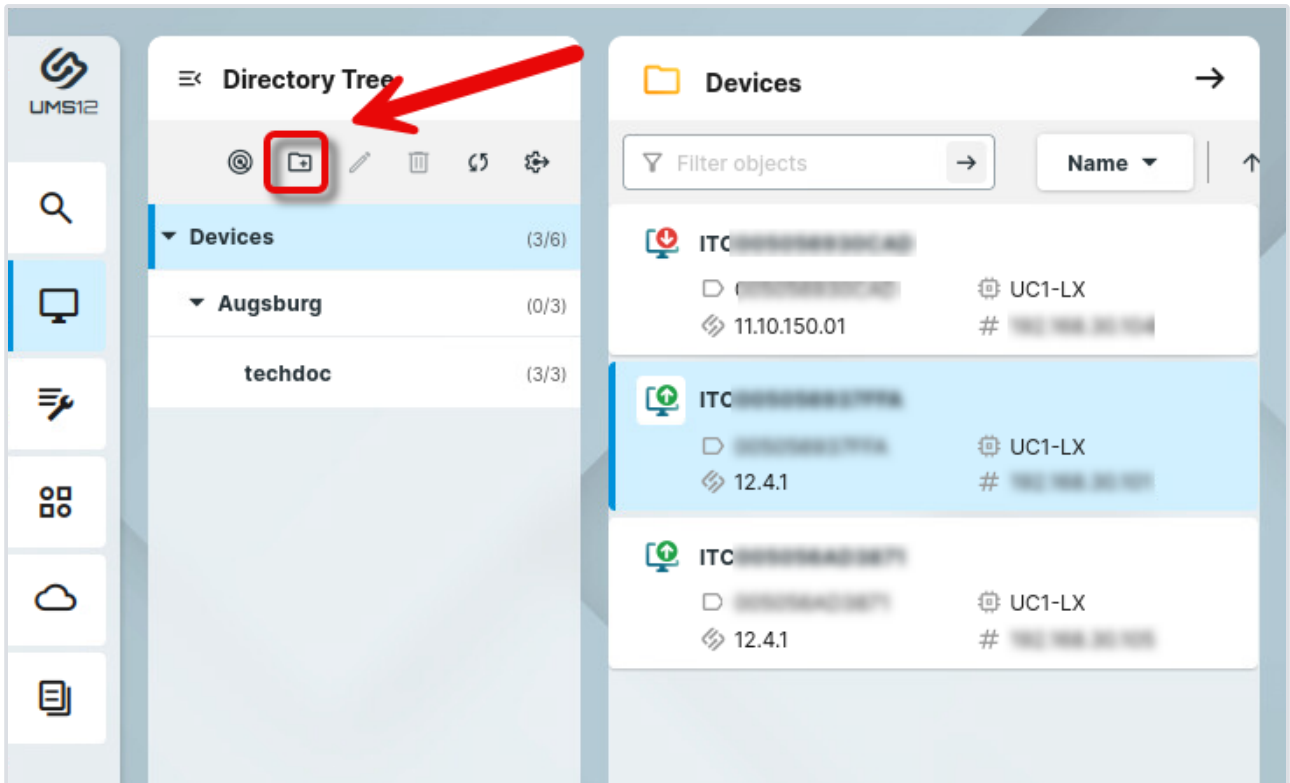 UMS12
Directory Tree
Devices (3/6)
Augsburg (0/3)
techdoc (3/3)
Devices
Filter objects
Name
ITC
UC1-LX
11.10.150.01 #
ITC
UC1-LX
12.4.1 #
ITC
UC1-LX
12.4.1 #